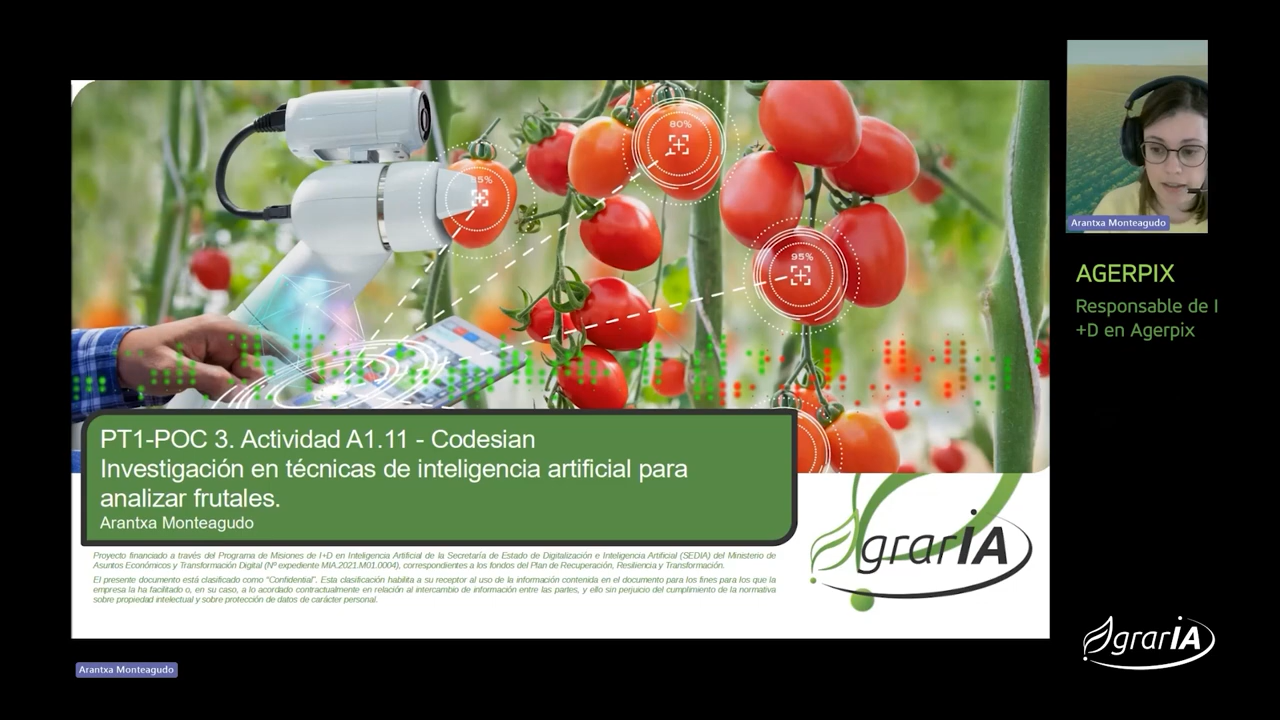 80%
85%
95%
PT1-POC 3. Actividad A1.11 - Codesian
Investigación en técnicas de inteligencia artificial para
analizar frutales.
Arantxa Monteagudo
Proyecto financiado a través del Programa de Misiones de I+D en Inteligencia Artificial de la Secretaría de Estado de Digitalización e Inteligencia Artificial (SEDIA) del Ministerio de
Asuntos Económicos y Transformación Digital (Nº expediente MIA.2021.M01.0004), correspondientes a los fondos del Plan de Recuperación, Resiliencia y Transformación.
El presente documento está clasificado como "Confidential". Esta clasificación habilita a su receptor al uso de la información contenida en el documento para los fines para los que la
empresa la ha facilitado o, en su caso, a lo acordado contractualmente en relación al intercambio de información entre las partes, y ello sin perjuicio del cumplimiento de la normativa
sobre propiedad intelectual y sobre protección de datos de carácter personal.
AgrarIA
Arantxa Monteagudo
Arantxa Monteagudo
AGERPIX
Responsable de I
+D en Agerpix
AgrarIA